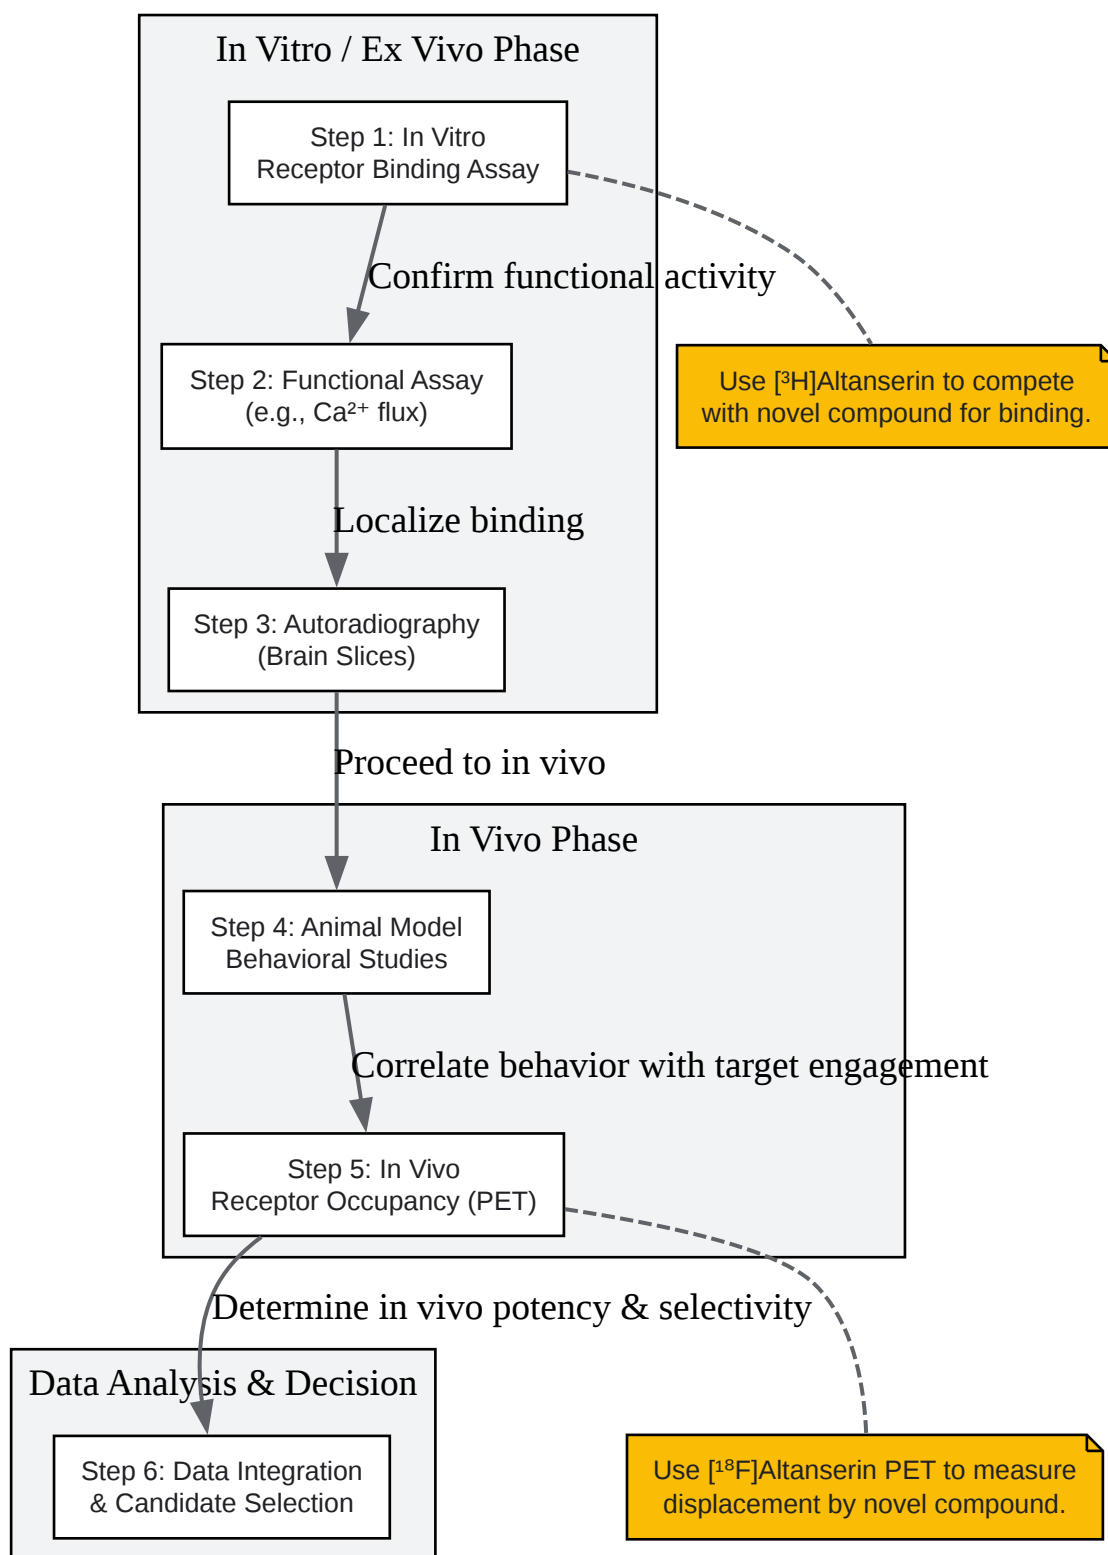 In Vitro / Ex Vivo Phase
Step 1: In Vitro
Receptor Binding Assay
Confirm functional activity
Step 2: Functional Assay
(e.g., Ca²⁺ flux)
Use [³H]Altanserin to compete
with novel compound for binding.
Localize binding
Step 3: Autoradiography
(Brain Slices)
Proceed to in vivo
In Vivo Phase
Step 4: Animal Model
Behavioral Studies
Correlate behavior with target engagement
Step 5: In Vivo
Receptor Occupancy (PET)
Determine in vivo potency & selectivity
Data Analysis & Decision
Step 6: Data Integration
& Candidate Selection
Use [¹⁸F]Altanserin PET to measure
displacement by novel compound.